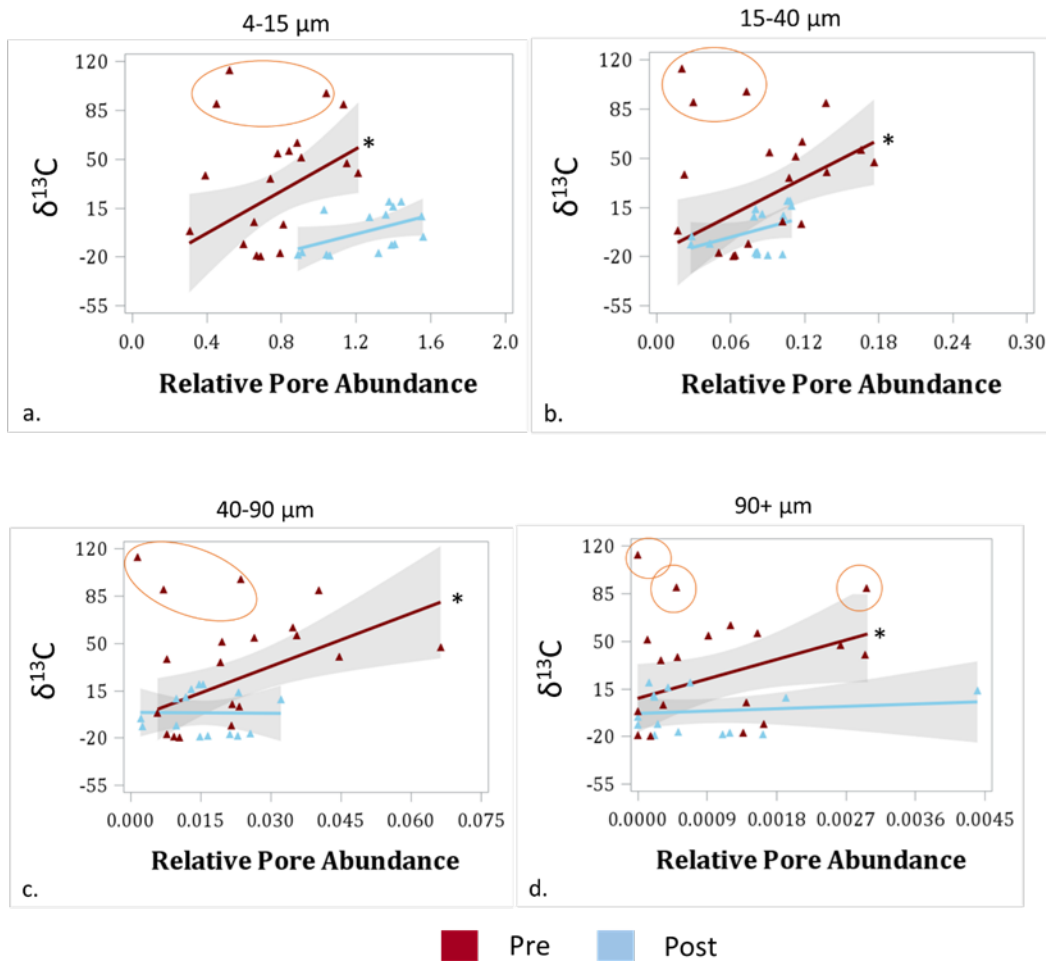 4-15 µm
15-40 µm
120
85
50
15
-20
-55
δ13C
*
0.0 0.4 0.8 1.2 1.6 2.0
Relative Pore Abundance
a.
120
85
50
15
-20
-55
δ13C
*
0.00 0.06 0.12 0.18 0.24 0.30
Relative Pore Abundance
b.
40-90 µm
90+ µm
120
85
50
15
-20
-55
δ13C
*
0.000 0.015 0.030 0.045 0.060 0.075
Relative Pore Abundance
c.
120
85
50
15
-20
-55
δ13C
*
0.0000 0.0009 0.0018 0.0027 0.0036 0.0045
Relative Pore Abundance
d.
Pre Post